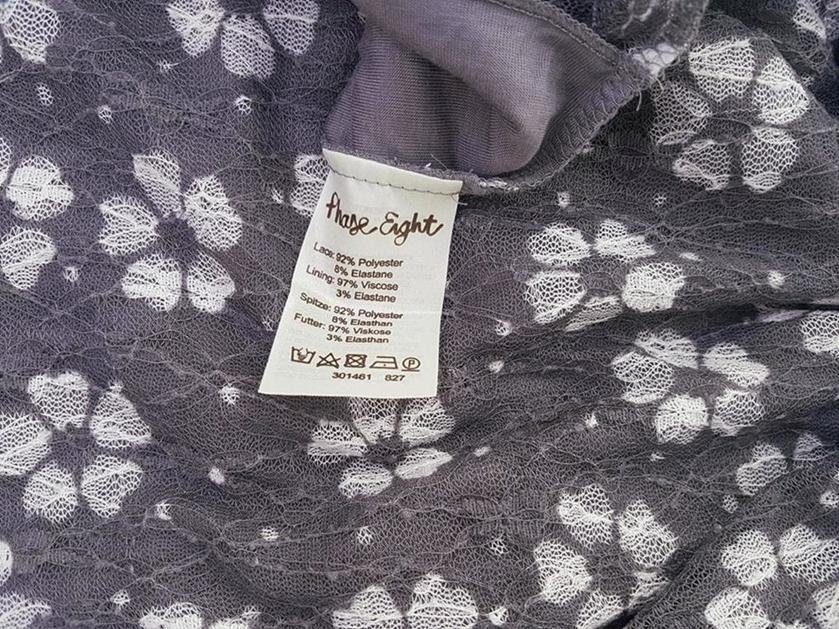 Phase Eight
Lace: 92% Polyester
8% Elastane
Lining: 97% Viscose
3% Elastane
Spitze: 92% Polyester
8% Elasthan
Futter: 97% Viskose
3% Elasthan
P
301461 827